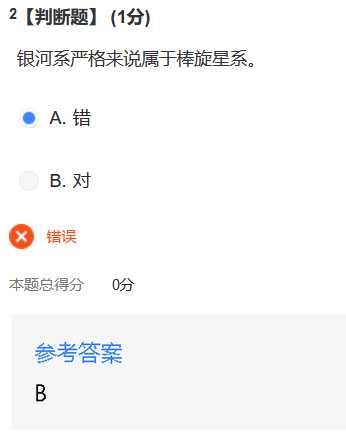 2【判断题】 (1分)
银河系严格来说属于棒旋星系。
A. 错
B. 对
错误
本题总得分 0分
参考答案
B